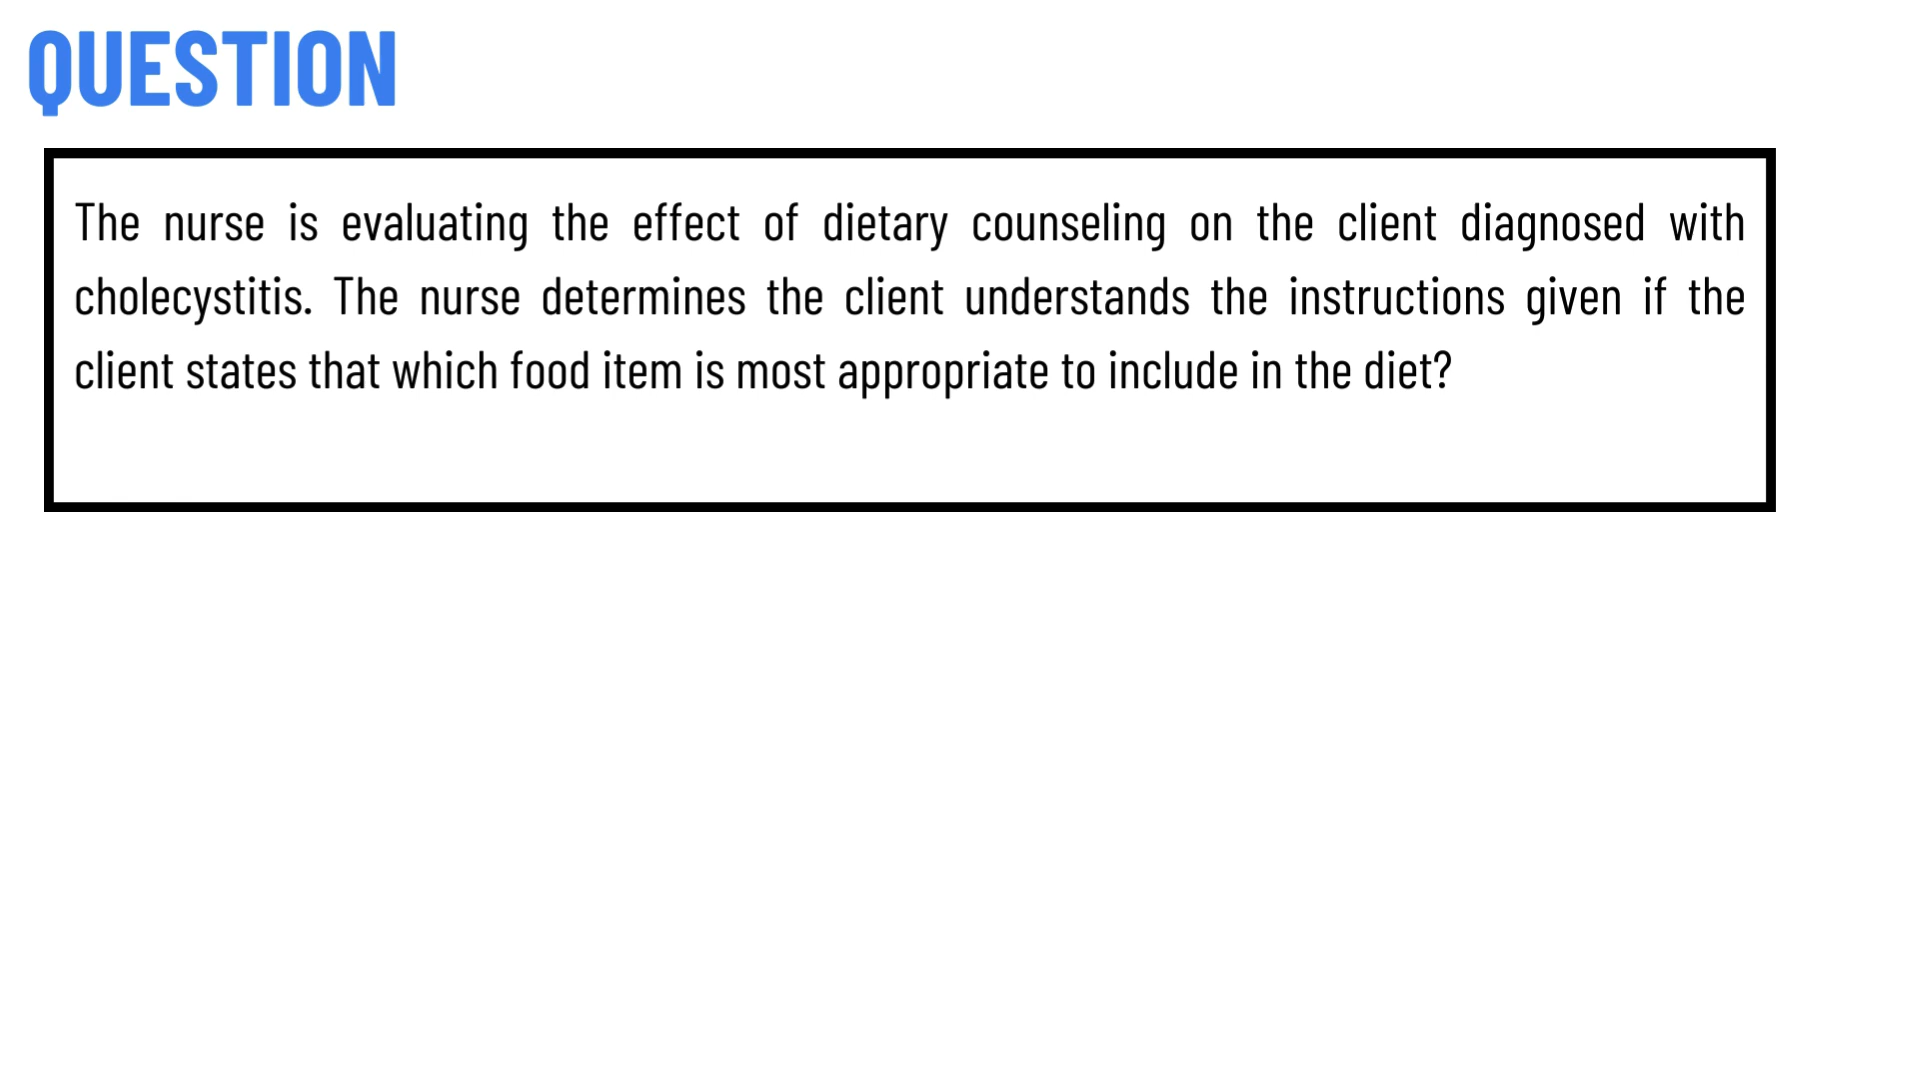 QUESTION
The nurse is evaluating the effect of dietary counseling on the client diagnosed with
cholecystitis. The nurse determines the client understands the instructions given if the
client states that which food item is most appropriate to include in the diet?